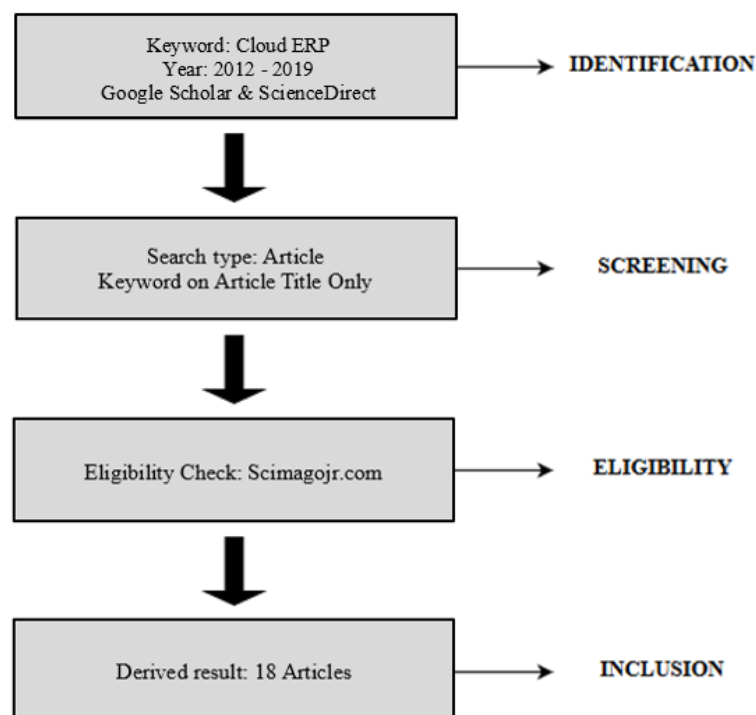 Keyword: Cloud ERP
Year: 2012 - 2019
Google Scholar & ScienceDirect
IDENTIFICATION
Search type: Article
Keyword on Article Title Only
SCREENING
Eligibility Check: Scimagojr.com
ELIGIBILITY
Derived result: 18 Articles
INCLUSION